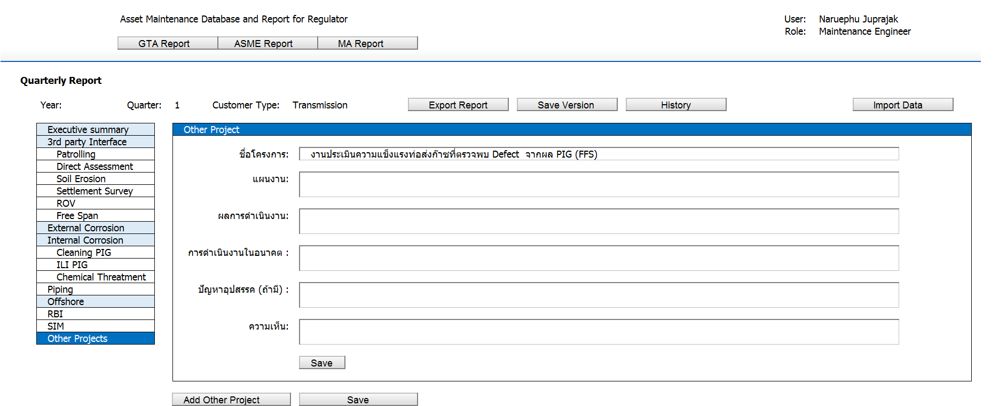 Asset Maintenance Database and Report for Regulator
User: Naruephu Juprajak
Role: Maintenance Engineer
GTA Report ASME Report MA Report
Quarterly Report
Year: Quarter: 1 Customer Type: Transmission Export Report Save Version History Import Data
Executive summary
3rd party Interface
Patrolling
Direct Assessment
Soil Erosion
Settlement Survey
ROV
Free Span
External Corrosion
Internal Corrosion
Cleaning PIG
ILI PIG
Chemical Threatment
Piping
Offshore
RBI
SIM
Other Projects
Other Project
ชื่อโครงการ: งานประเมินความแข็งแรงท่อส่งก๊าซที่ตรวจพบ Defect จากผล PIG (FFS)
แผนงาน:
ผลการดำเนินงาน:
การดำเนินงานในอนาคต :
ปัญหาอุปสรรค (ถ้ามี) :
ความเห็น:
Save
Add Other Project Save